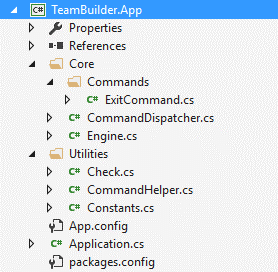 C# TeamBuilder.App
Properties
References
Core
Commands
C# ExitCommand.cs
C# CommandDispatcher.cs
C# Engine.cs
Utilities
C# Check.cs
C# CommandHelper.cs
C# Constants.cs
App.config
C# Application.cs
packages.config